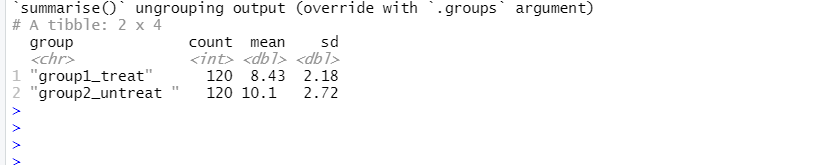 `summarise()` ungrouping output (override with `.groups` argument)
# A tibble: 2 x 4
  group             count  mean    sd
  <chr>             <int> <dbl> <dbl>
1 "group1_treat"      120  8.43  2.18
2 "group2_untreat "   120 10.1   2.72
>
>
>
>